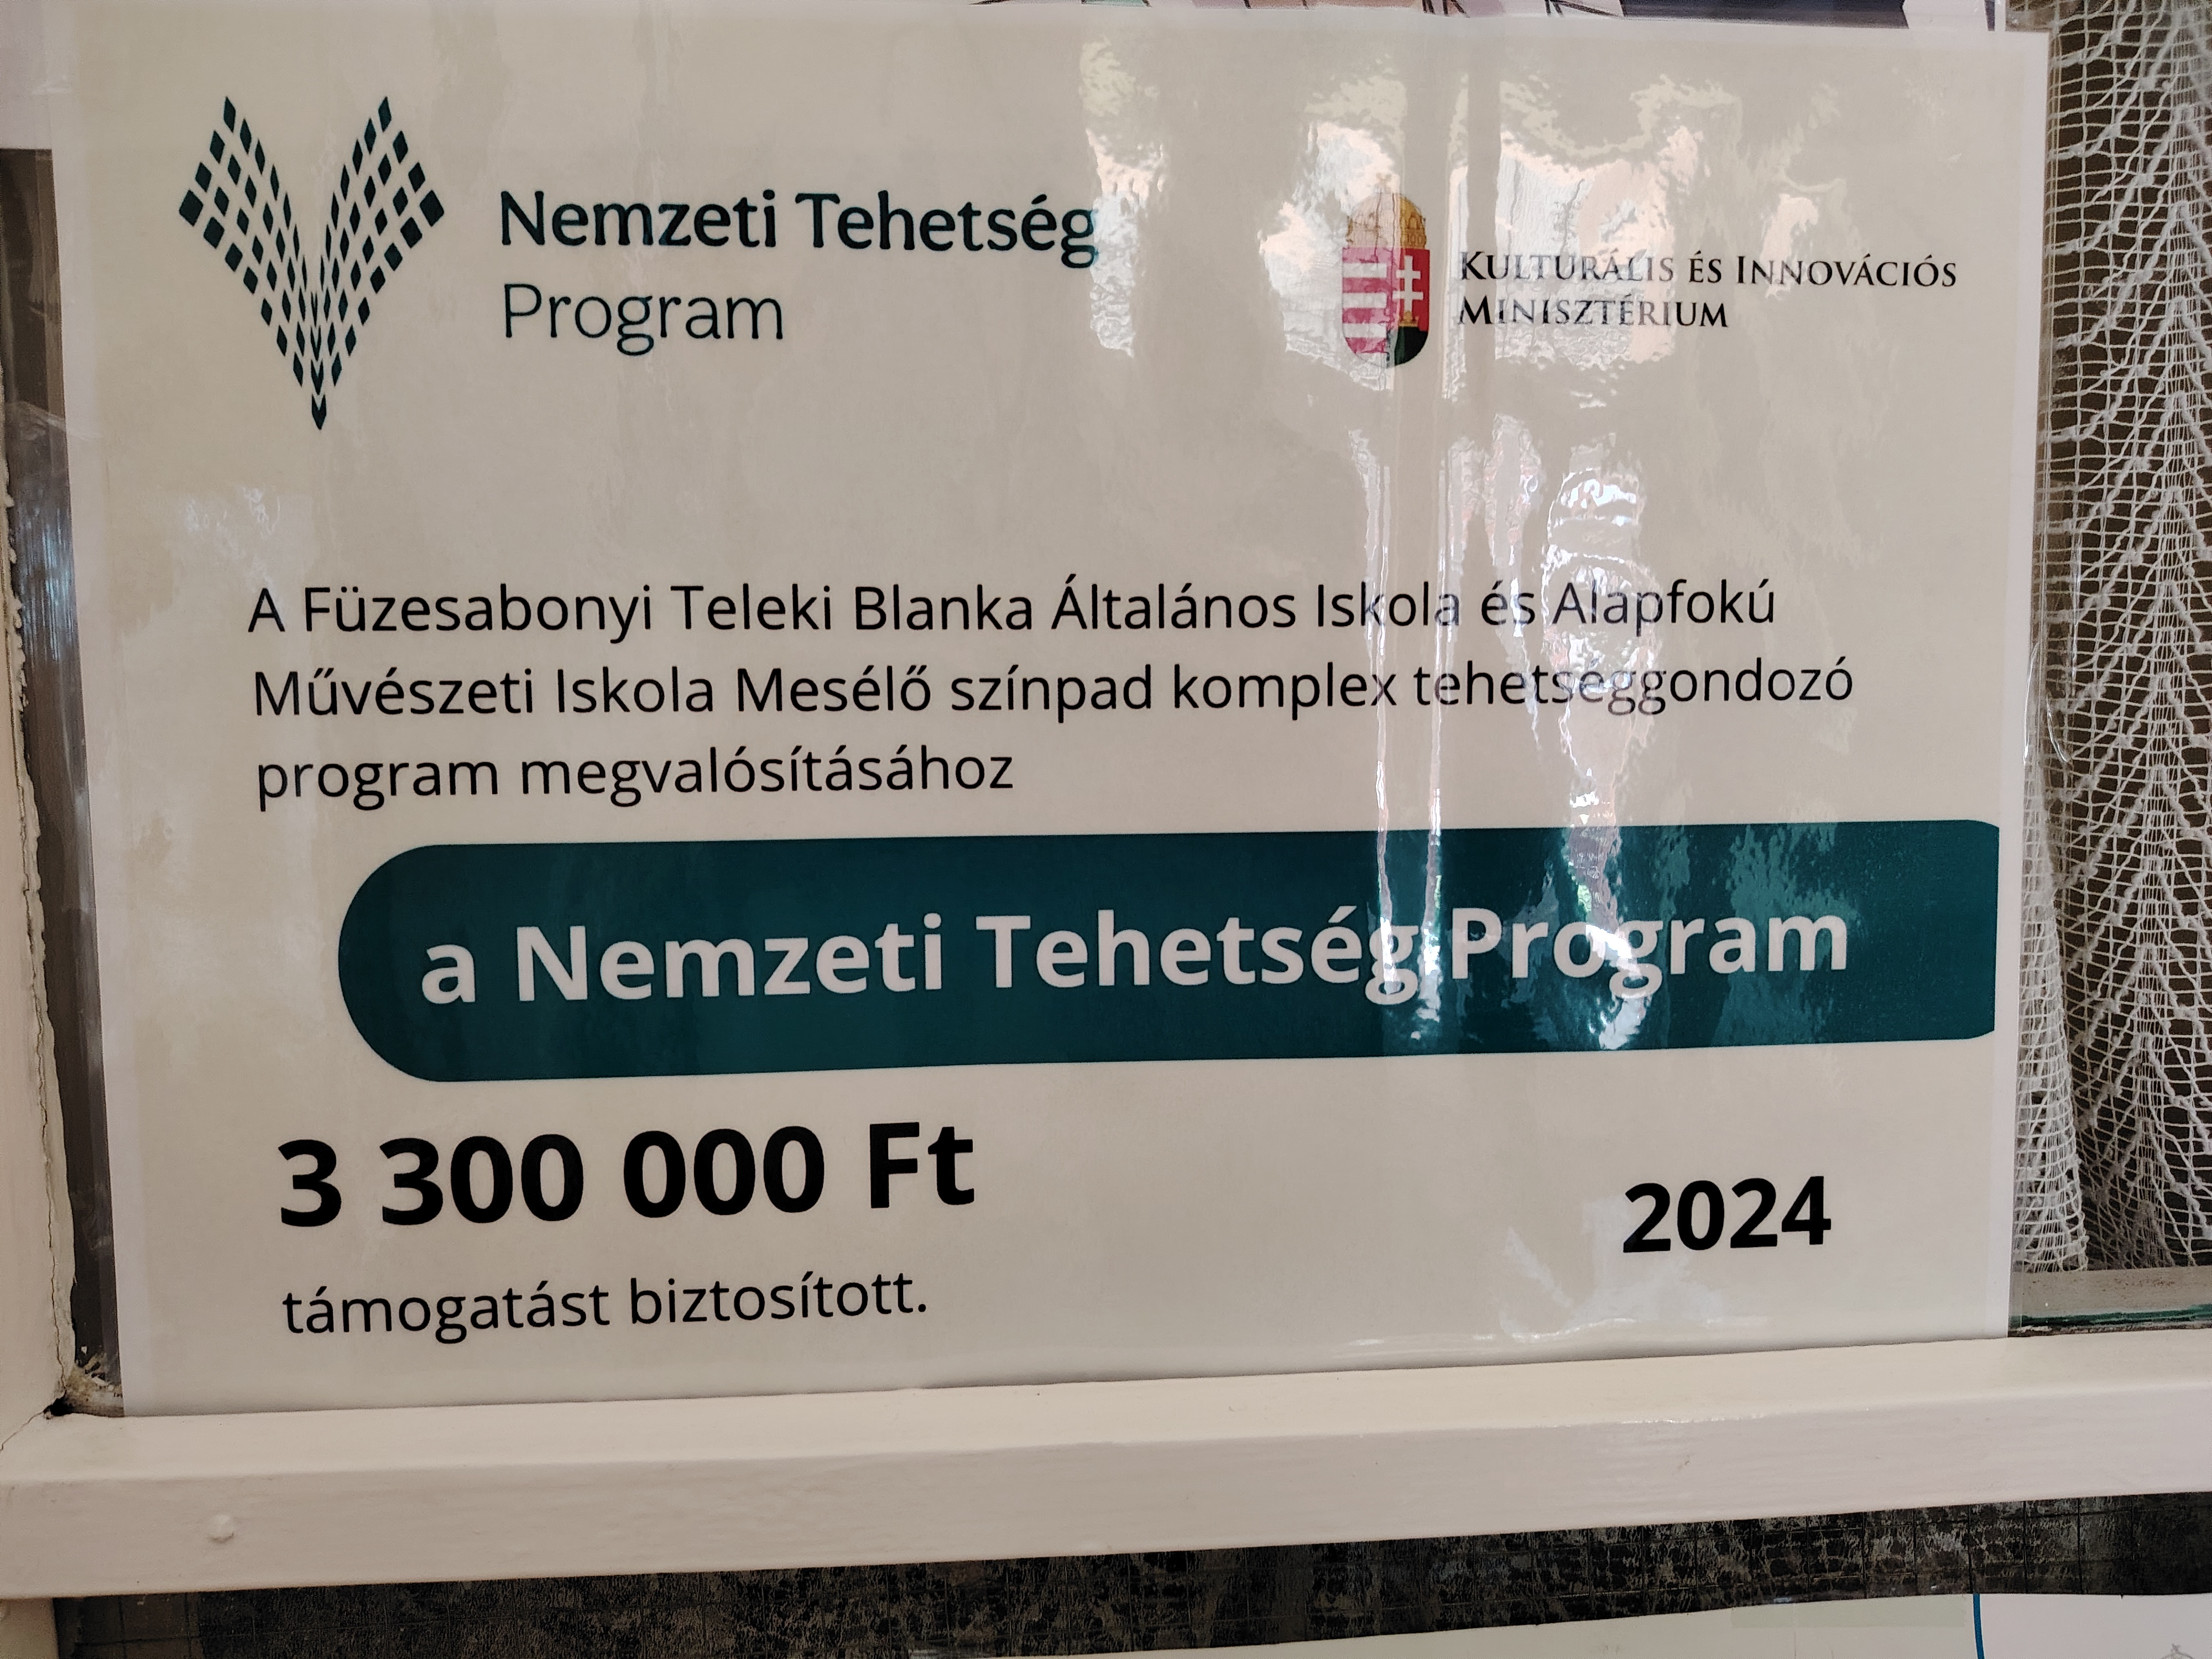 Nemzeti Tehetség
Program
KULTURÁLIS ÉS INNOVÁCIÓS
MINISZTÉRIUM
A Füzesabonyi Teleki Blanka Általános Iskola és Alapfokú
Művészeti Iskola Mesélő színpad komplex tehetséggondozó
program megvalósításához
a Nemzeti Tehetség Program
3 300 000 Ft
2024
támogatást biztosított.